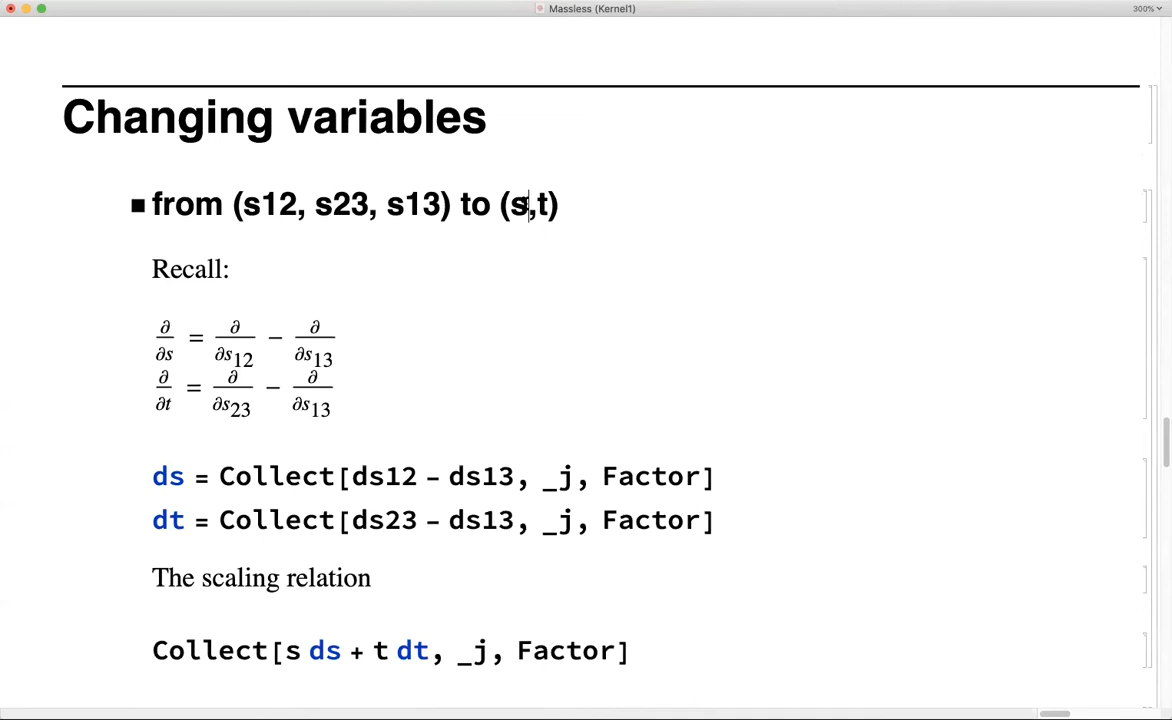 Massless (Kernel1)
300%
Changing variables
■ from (s12, s23, s13) to (s,t)
Recall:
∂/∂s = ∂/∂s₁₂ − ∂/∂s₁₃
∂/∂t = ∂/∂s₂₃ − ∂/∂s₁₃
ds = Collect[ds12 - ds13, _j, Factor]
dt = Collect[ds23 - ds13, _j, Factor]
The scaling relation
Collect[s ds + t dt, _j, Factor]